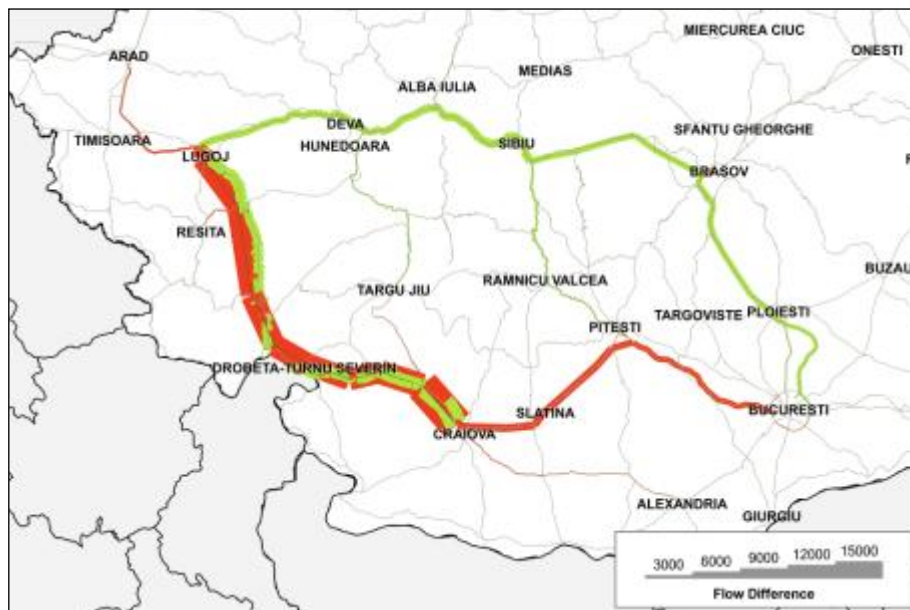 MIERCUREA CIUC
ONESTI
ARAD
MEDIAS
ALBA IULIA
DEVA
SFANTU GHEORGHE
TIMISOARA
HUNEDOARA
SIBIU
LUGOJ
BRASOV
RESITA
BUZAU
RAMNICU VALCEA
TARGU JIU
TARGOVISTE
PLOIESTI
PITESTI
DROBETA-TURNU SEVERIN
SLATINA
BUCURESTI
CRAIOVA
ALEXANDRIA
GIURGIU
3000 6000 9000 12000 15000
Flow Difference